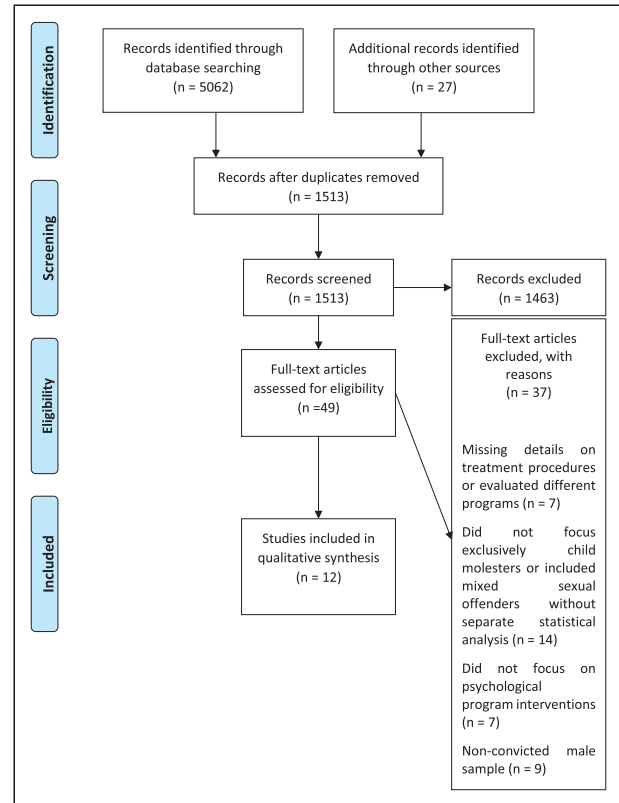 Identification
Records identified through
database searching
(n = 5062)
Additional records identified
through other sources
(n = 27)
Records after duplicates removed
(n = 1513)
Screening
Records screened
(n = 1513)
Records excluded
(n = 1463)
Eligibility
Full-text articles
assessed for eligibility
(n =49)
Full-text articles
excluded, with
reasons
(n = 37)
Missing details on
treatment procedures
or evaluated different
programs (n = 7)
Did not focus
exclusively child
molesters or included
mixed sexual
offenders without
separate statistical
analysis (n = 14)
Did not focus on
psychological
program interventions
(n = 7)
Non-convicted male
sample (n = 9)
Included
Studies included in
qualitative synthesis
(n = 12)